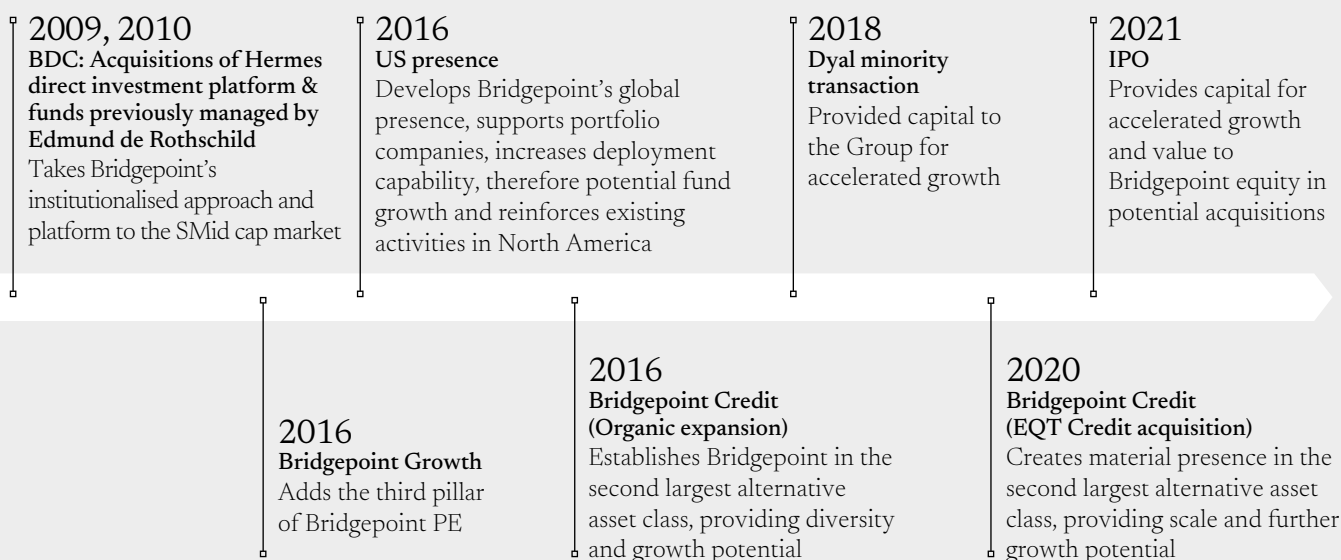 2009, 2010
BDC: Acquisitions of Hermes
direct investment platform &
funds previously managed by
Edmund de Rothschild
Takes Bridgepoint's
institutionalised approach and
platform to the SMid cap market
2016
US presence
Develops Bridgepoint's global
presence, supports portfolio
companies, increases deployment
capability, therefore potential fund
growth and reinforces existing
activities in North America
2018
Dyal minority
transaction
Provided capital to
the Group for
accelerated growth
2021
IPO
Provides capital for
accelerated growth
and value to
Bridgepoint equity in
potential acquisitions
2016
Bridgepoint Growth
Adds the third pillar
of Bridgepoint PE
2016
Bridgepoint Credit
(Organic expansion)
Establishes Bridgepoint in the
second largest alternative
asset class, providing diversity
and growth potential
2020
Bridgepoint Credit
(EQT Credit acquisition)
Creates material presence in the
second largest alternative asset
class, providing scale and further
growth potential